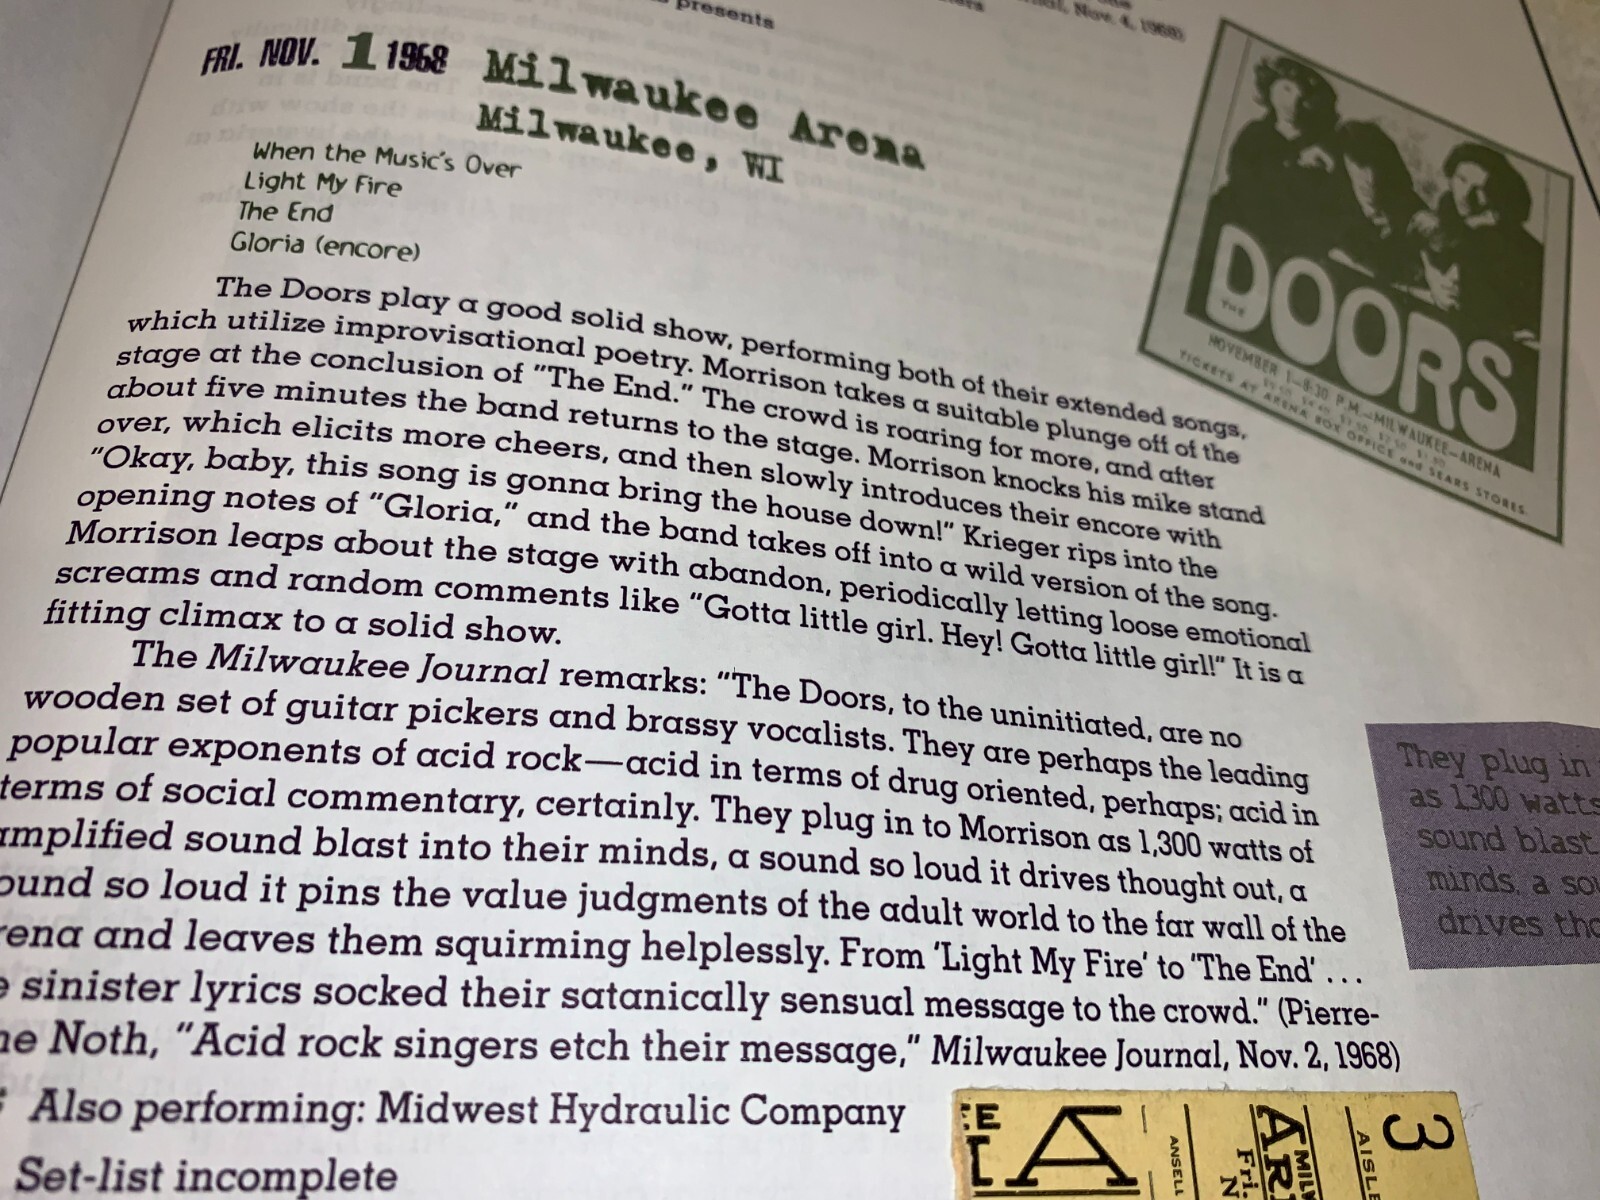 presents
Nov. 4, 1968)
FRI. NOV. 1 1968
Milwaukee Arena
Milwaukee, WI
When the Music's Over
Light My Fire
The End
Gloria (encore)
The Doors play a good solid show, performing both of their extended songs,
which utilize improvisational poetry. Morrison takes a suitable plunge off of the
stage at the conclusion of "The End." The crowd is roaring for more, and after
about five minutes the band returns to the stage. Morrison knocks his mike stand
over, which elicits more cheers, and then slowly introduces their encore with
"Okay, baby, this song is gonna bring the house down!" Krieger rips into the
opening notes of "Gloria," and the band takes off into a wild version of the song.
Morrison leaps about the stage with abandon, periodically letting loose emotional
screams and random comments like "Gotta little girl. Hey! Gotta little girl!" It is a
fitting climax to a solid show.
The Milwaukee Journal remarks: "The Doors, to the uninitiated, are no
wooden set of guitar pickers and brassy vocalists. They are perhaps the leading
popular exponents of acid rock—acid in terms of drug oriented, perhaps; acid in
terms of social commentary, certainly. They plug in to Morrison as 1,300 watts of
amplified sound blast into their minds, a sound so loud it drives thought out, a
ound so loud it pins the value judgments of the adult world to the far wall of the
rena and leaves them squirming helplessly. From 'Light My Fire' to 'The End' ...
e sinister lyrics socked their satanically sensual message to the crowd." (Pierre-
ne Noth, "Acid rock singers etch their message," Milwaukee Journal, Nov. 2, 1968)
Also performing: Midwest Hydraulic Company
Set-list incomplete
THE
DOORS
NOVEMBER 1–8:30 P.M.–MILWAUKEE–ARENA
TICKETS AT ARENA BOX OFFICE and SEARS STORES
They plug in
as 1300 watts
sound blast
minds, a sou
drives tho
A
ANSELL
MILW
AR
Fri.
N
AISLE
3